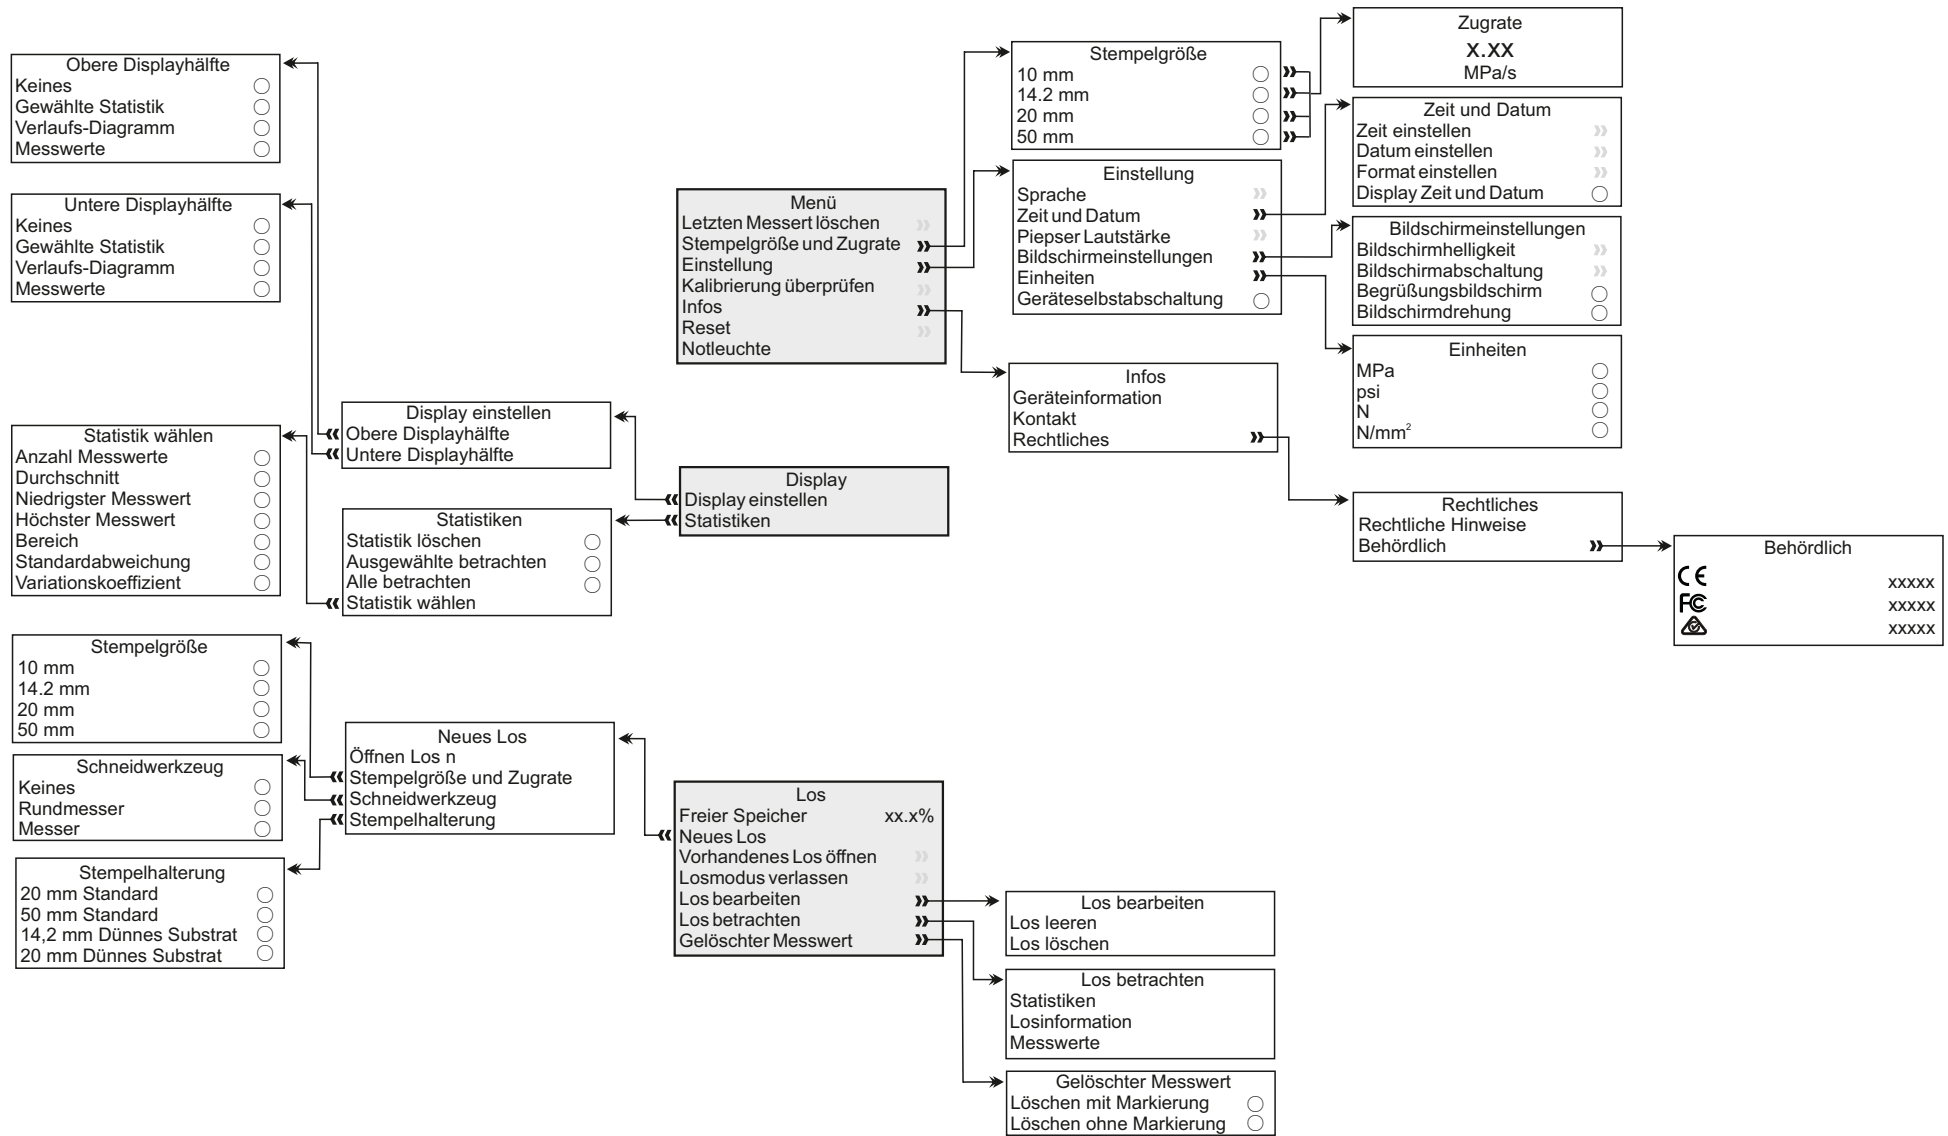 Obere Displayhälfte
Keines
Gewählte Statistik
Verlaufs-Diagramm
Messwerte
Untere Displayhälfte
Keines
Gewählte Statistik
Verlaufs-Diagramm
Messwerte
Statistik wählen
Anzahl Messwerte
Durchschnitt
Niedrigster Messwert
Höchster Messwert
Bereich
Standardabweichung
Variationskoeffizient
Display einstellen
Obere Displayhälfte
Untere Displayhälfte
Statistiken
Statistik löschen
Ausgewählte betrachten
Alle betrachten
Statistik wählen
Display
Display einstellen
Statistiken
Menü
Letzten Messert löschen
Stempelgröße und Zugrate
Einstellung
Kalibrierung überprüfen
Infos
Reset
Notleuchte
Stempelgröße
10 mm
14.2 mm
20 mm
50 mm
Zugrate
x.xx
MPa/s
Einstellung
Sprache
Zeit und Datum
Piepser Lautstärke
Bildschirmeinstellungen
Einheiten
Geräteselbstabschaltung
Zeit und Datum
Zeit einstellen
Datum einstellen
Format einstellen
Display Zeit und Datum
Bildschirmeinstellungen
Bildschirmhelligkeit
Bildschirmabschaltung
Begrüßungsbildschirm
Bildschirmdrehung
Einheiten
MPa
psi
N
N/mm²
Infos
Geräteinformation
Kontakt
Rechtliches
Rechtliches
Rechtliche Hinweise
Behördlich
Behördlich
CE xxxxx
FC xxxxx
xxxxx
Stempelgröße
10 mm
14.2 mm
20 mm
50 mm
Schneidwerkzeug
Keines
Rundmesser
Messer
Stempelhalterung
20 mm Standard
50 mm Standard
14,2 mm Dünnes Substrat
20 mm Dünnes Substrat
Neues Los
Öffnen Los n
Stempelgröße und Zugrate
Schneidwerkzeug
Stempelhalterung
Los
Freier Speicher xx.x%
Neues Los
Vorhandenes Los öffnen
Losmodus verlassen
Los bearbeiten
Los betrachten
Gelöschter Messwert
Los bearbeiten
Los leeren
Los löschen
Los betrachten
Statistiken
Losinformation
Messwerte
Gelöschter Messwert
Löschen mit Markierung
Löschen ohne Markierung